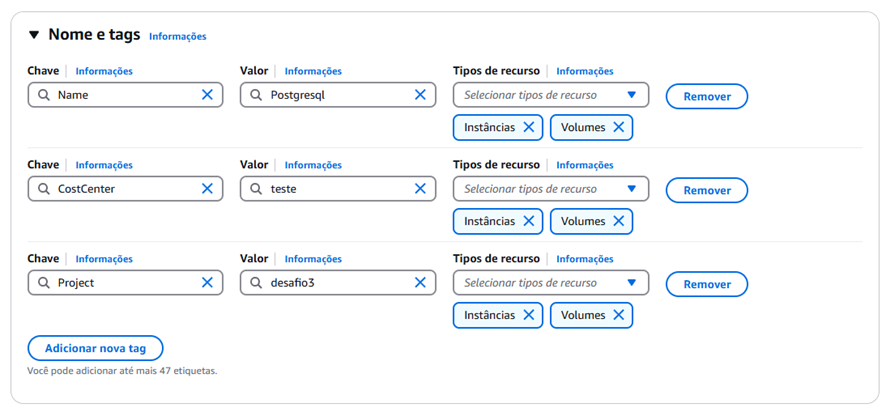 Nome e tags Informações
Chave Informações Valor Informações Tipos de recurso Informações
Name Postgresql Selecionar tipos de recurso Remover
Instâncias Volumes
Chave Informações Valor Informações Tipos de recurso Informações
CostCenter teste Selecionar tipos de recurso Remover
Instâncias Volumes
Chave Informações Valor Informações Tipos de recurso Informações
Project desafio3 Selecionar tipos de recurso Remover
Instâncias Volumes
Adicionar nova tag
Você pode adicionar até mais 47 etiquetas.